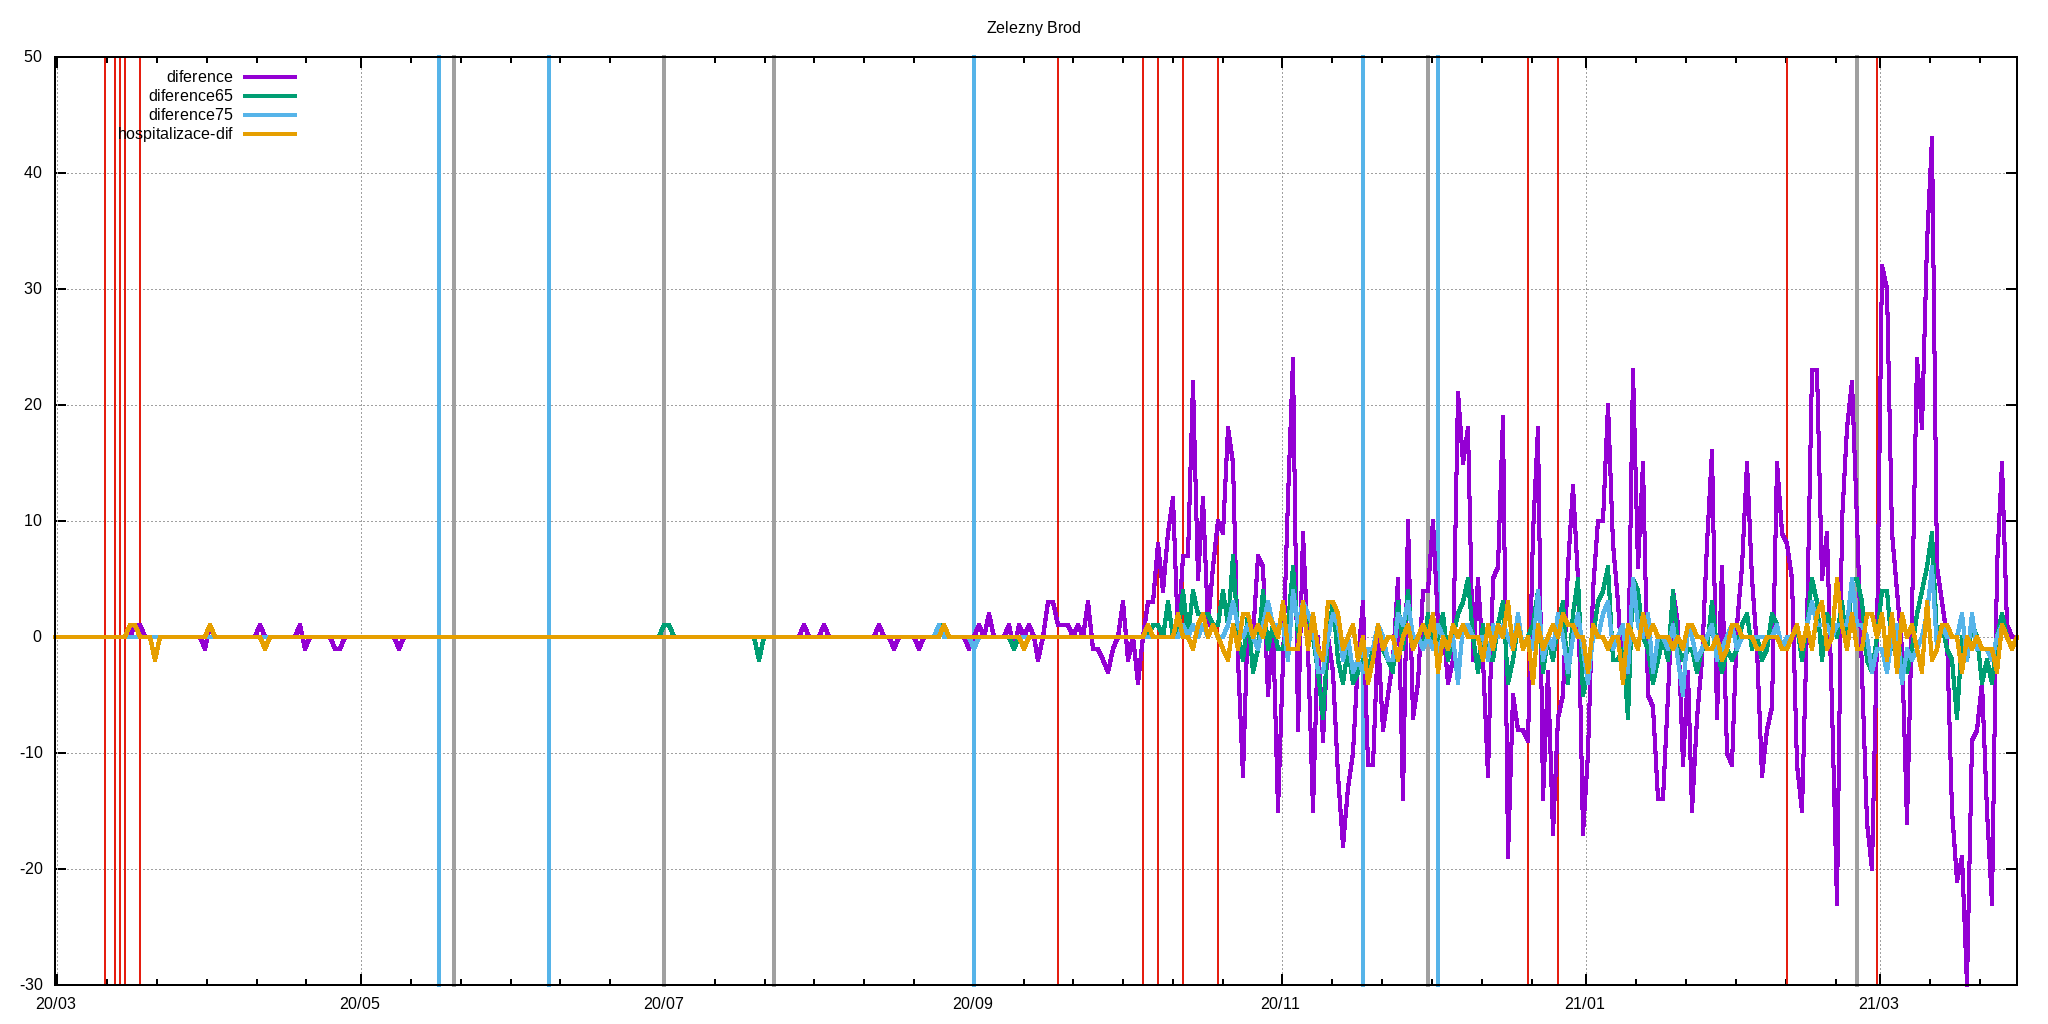 Zelezny Brod
50
40
30
20
10
0
-10
-20
-30
diference
diference65
diference75
hospitalizace-dif
20/03 20/05 20/07 20/09 20/11 21/01 21/03